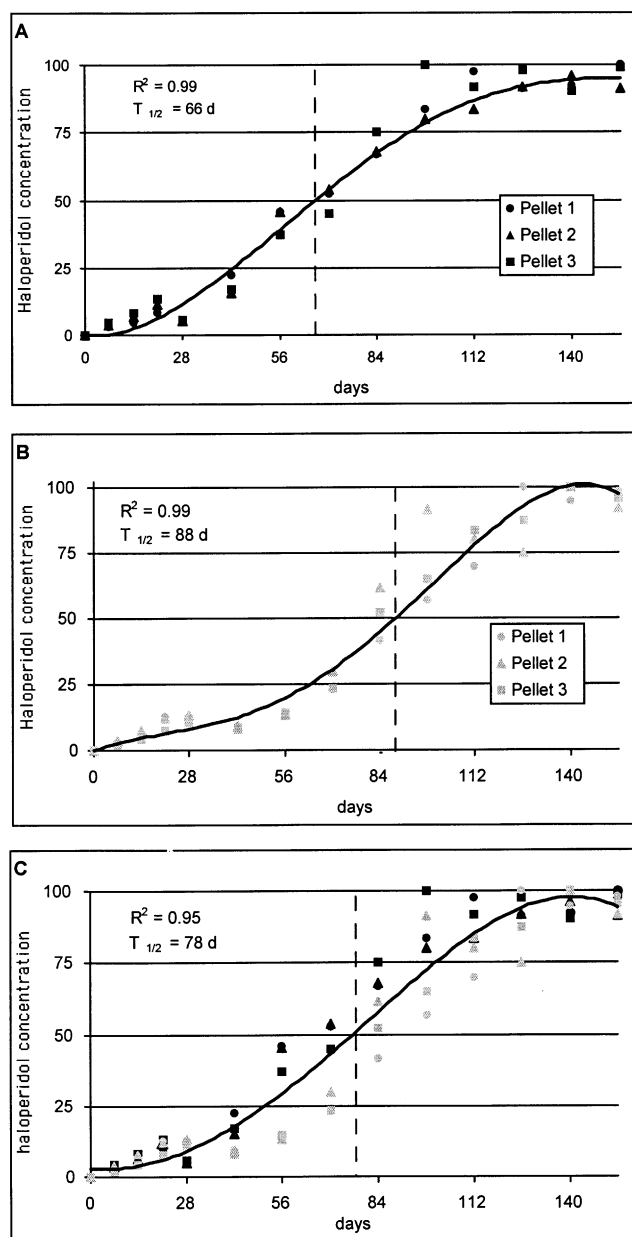 A
R² = 0.99
T 1/2 = 66 d
Haloperidol concentration
100
75
50
25
0
0 28 56 84 112 140
days
Pellet 1
Pellet 2
Pellet 3
B
R² = 0.99
T 1/2 = 88 d
Haloperidol concentration
100
75
50
25
0
0 28 56 84 112 140
days
Pellet 1
Pellet 2
Pellet 3
C
R² = 0.95
T 1/2 = 78 d
haloperidol concentration
100
75
50
25
0
0 28 56 84 112 140
days